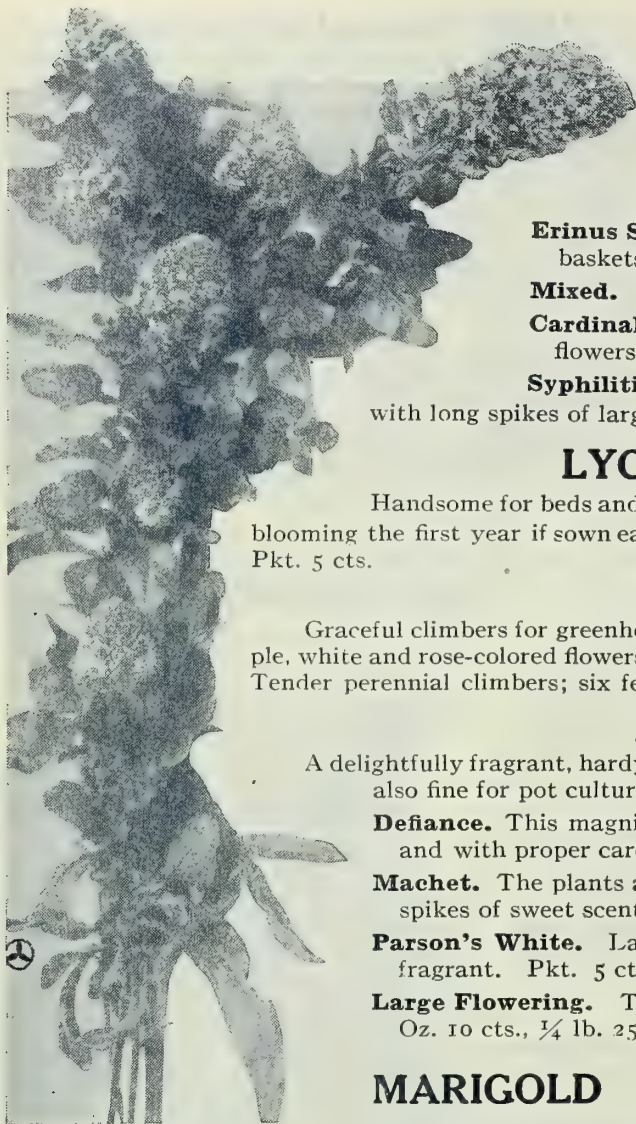 Erinus S
baskets
Mixed.
Cardinal
flowers
Syphiliti
with long spikes of larg
LYC
Handsome for beds and
blooming the first year if sown ea
Pkt. 5 cts.
Graceful climbers for greenho
ple, white and rose-colored flowers
Tender perennial climbers; six fe
A delightfully fragrant, hardy
also fine for pot cultur
Defiance. This magni
and with proper car
Machet. The plants a
spikes of sweet scent
Parson's White. La
fragrant. Pkt. 5 ct
Large Flowering. T
Oz. 10 cts., ¼ lb. 25
MARIGOLD